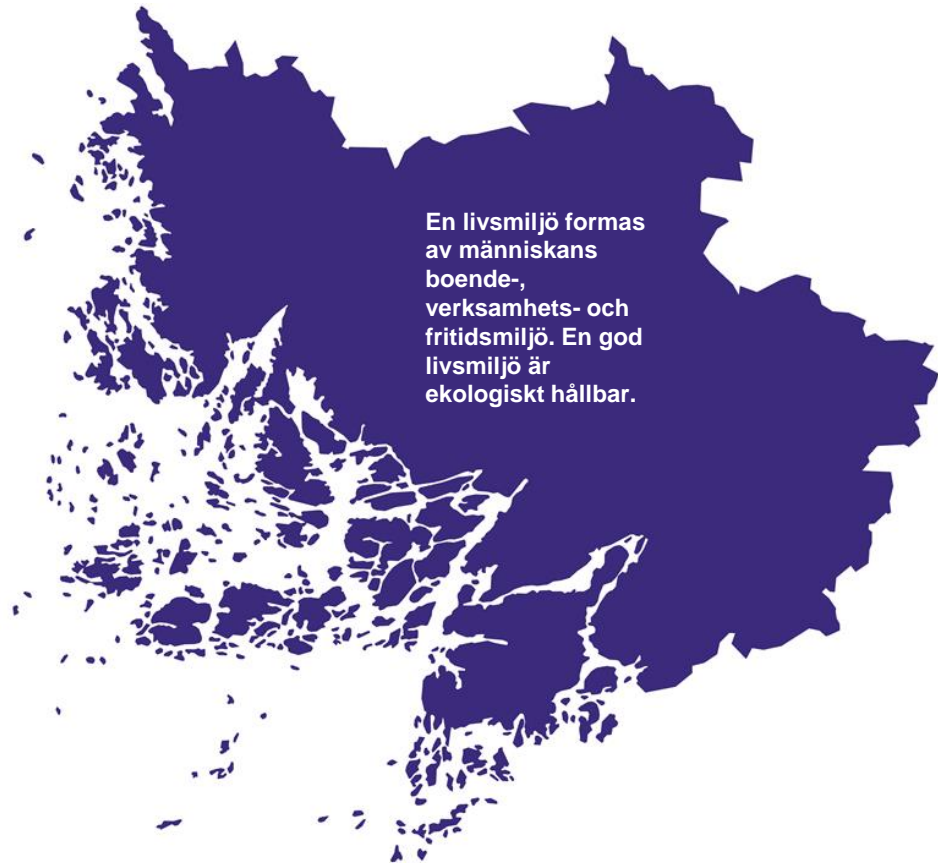 En livsmiljö formas
av människans
boende-,
verksamhets- och
fritidsmiljö. En god
livsmiljö är
ekologiskt hållbar.